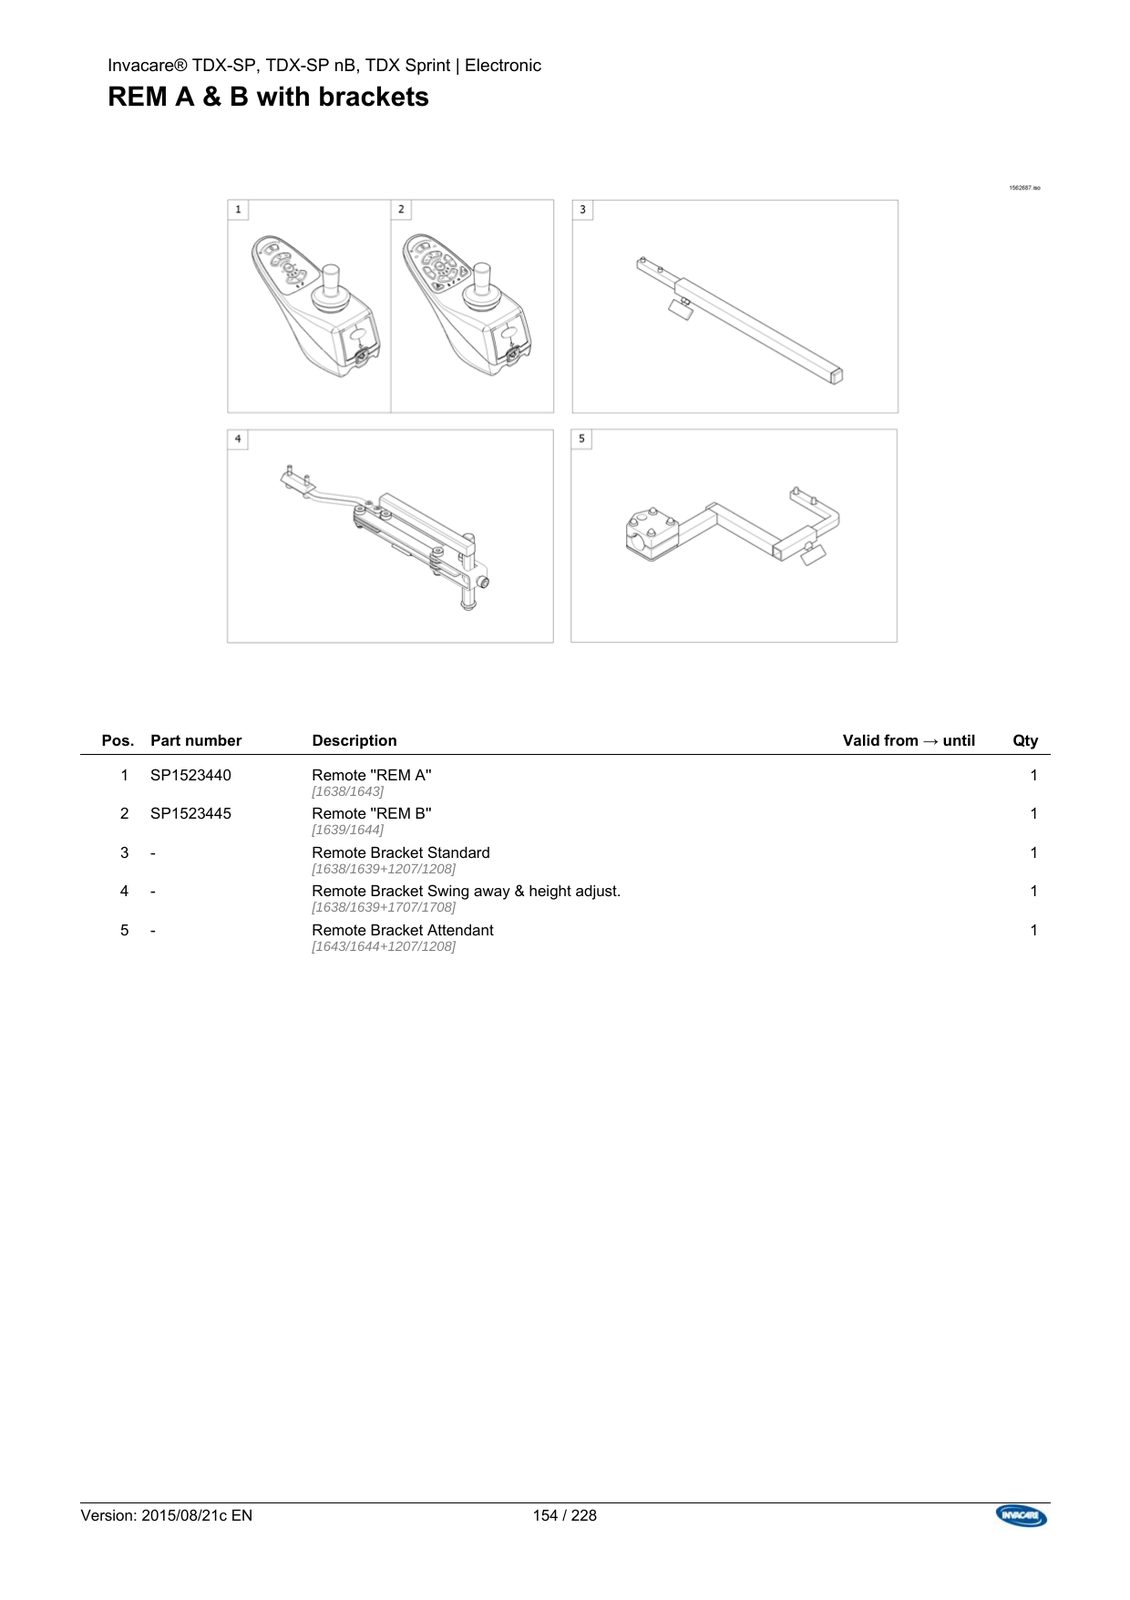 Invacare® TDX-SP, TDX-SP nB, TDX Sprint | Electronic
REM A & B with brackets
1562687.iso
1
2
3
4
5
Pos. Part number Description Valid from → until Qty
1 SP1523440 Remote "REM A" 1
[1638/1643]
2 SP1523445 Remote "REM B" 1
[1639/1644]
3 - Remote Bracket Standard 1
[1638/1639+1207/1208]
4 - Remote Bracket Swing away & height adjust. 1
[1638/1639+1707/1708]
5 - Remote Bracket Attendant 1
[1643/1644+1207/1208]
Version: 2015/08/21c EN 154 / 228 INVACARE